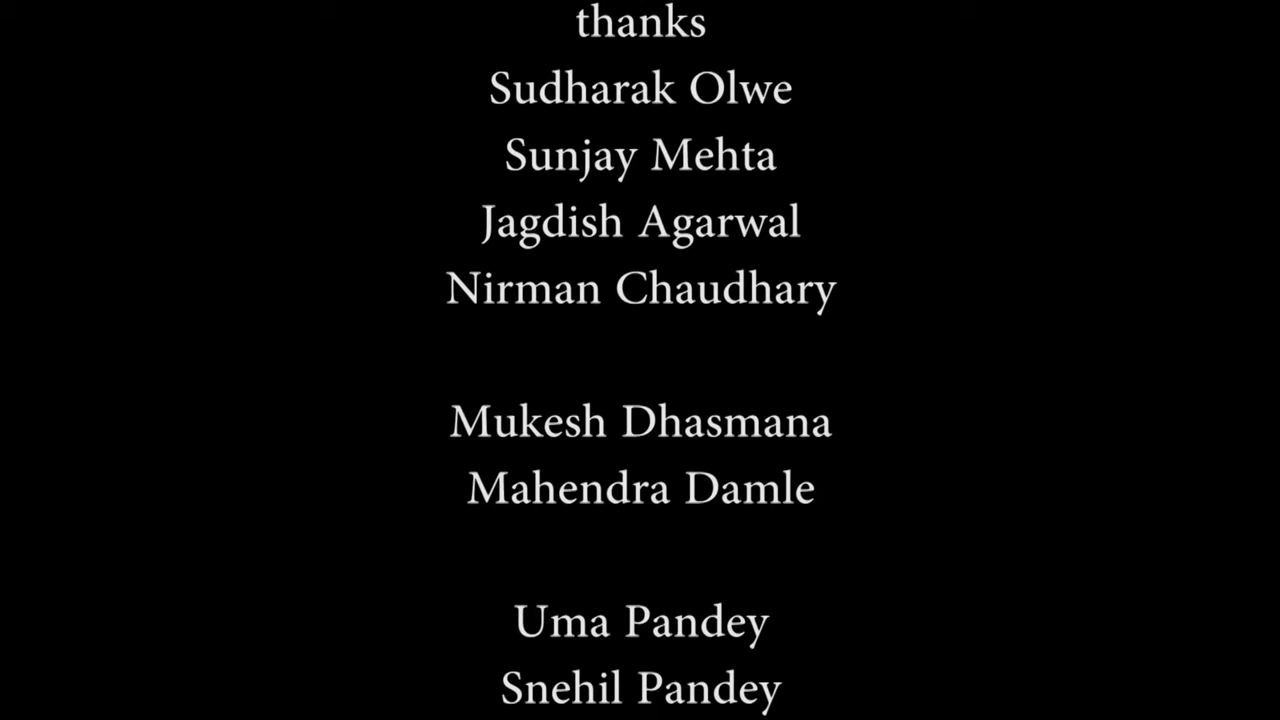 thanks
Sudharak Olwe
Sunjay Mehta
Jagdish Agarwal
Nirman Chaudhary
Mukesh Dhasmana
Mahendra Damle
Uma Pandey
Snehil Pandey